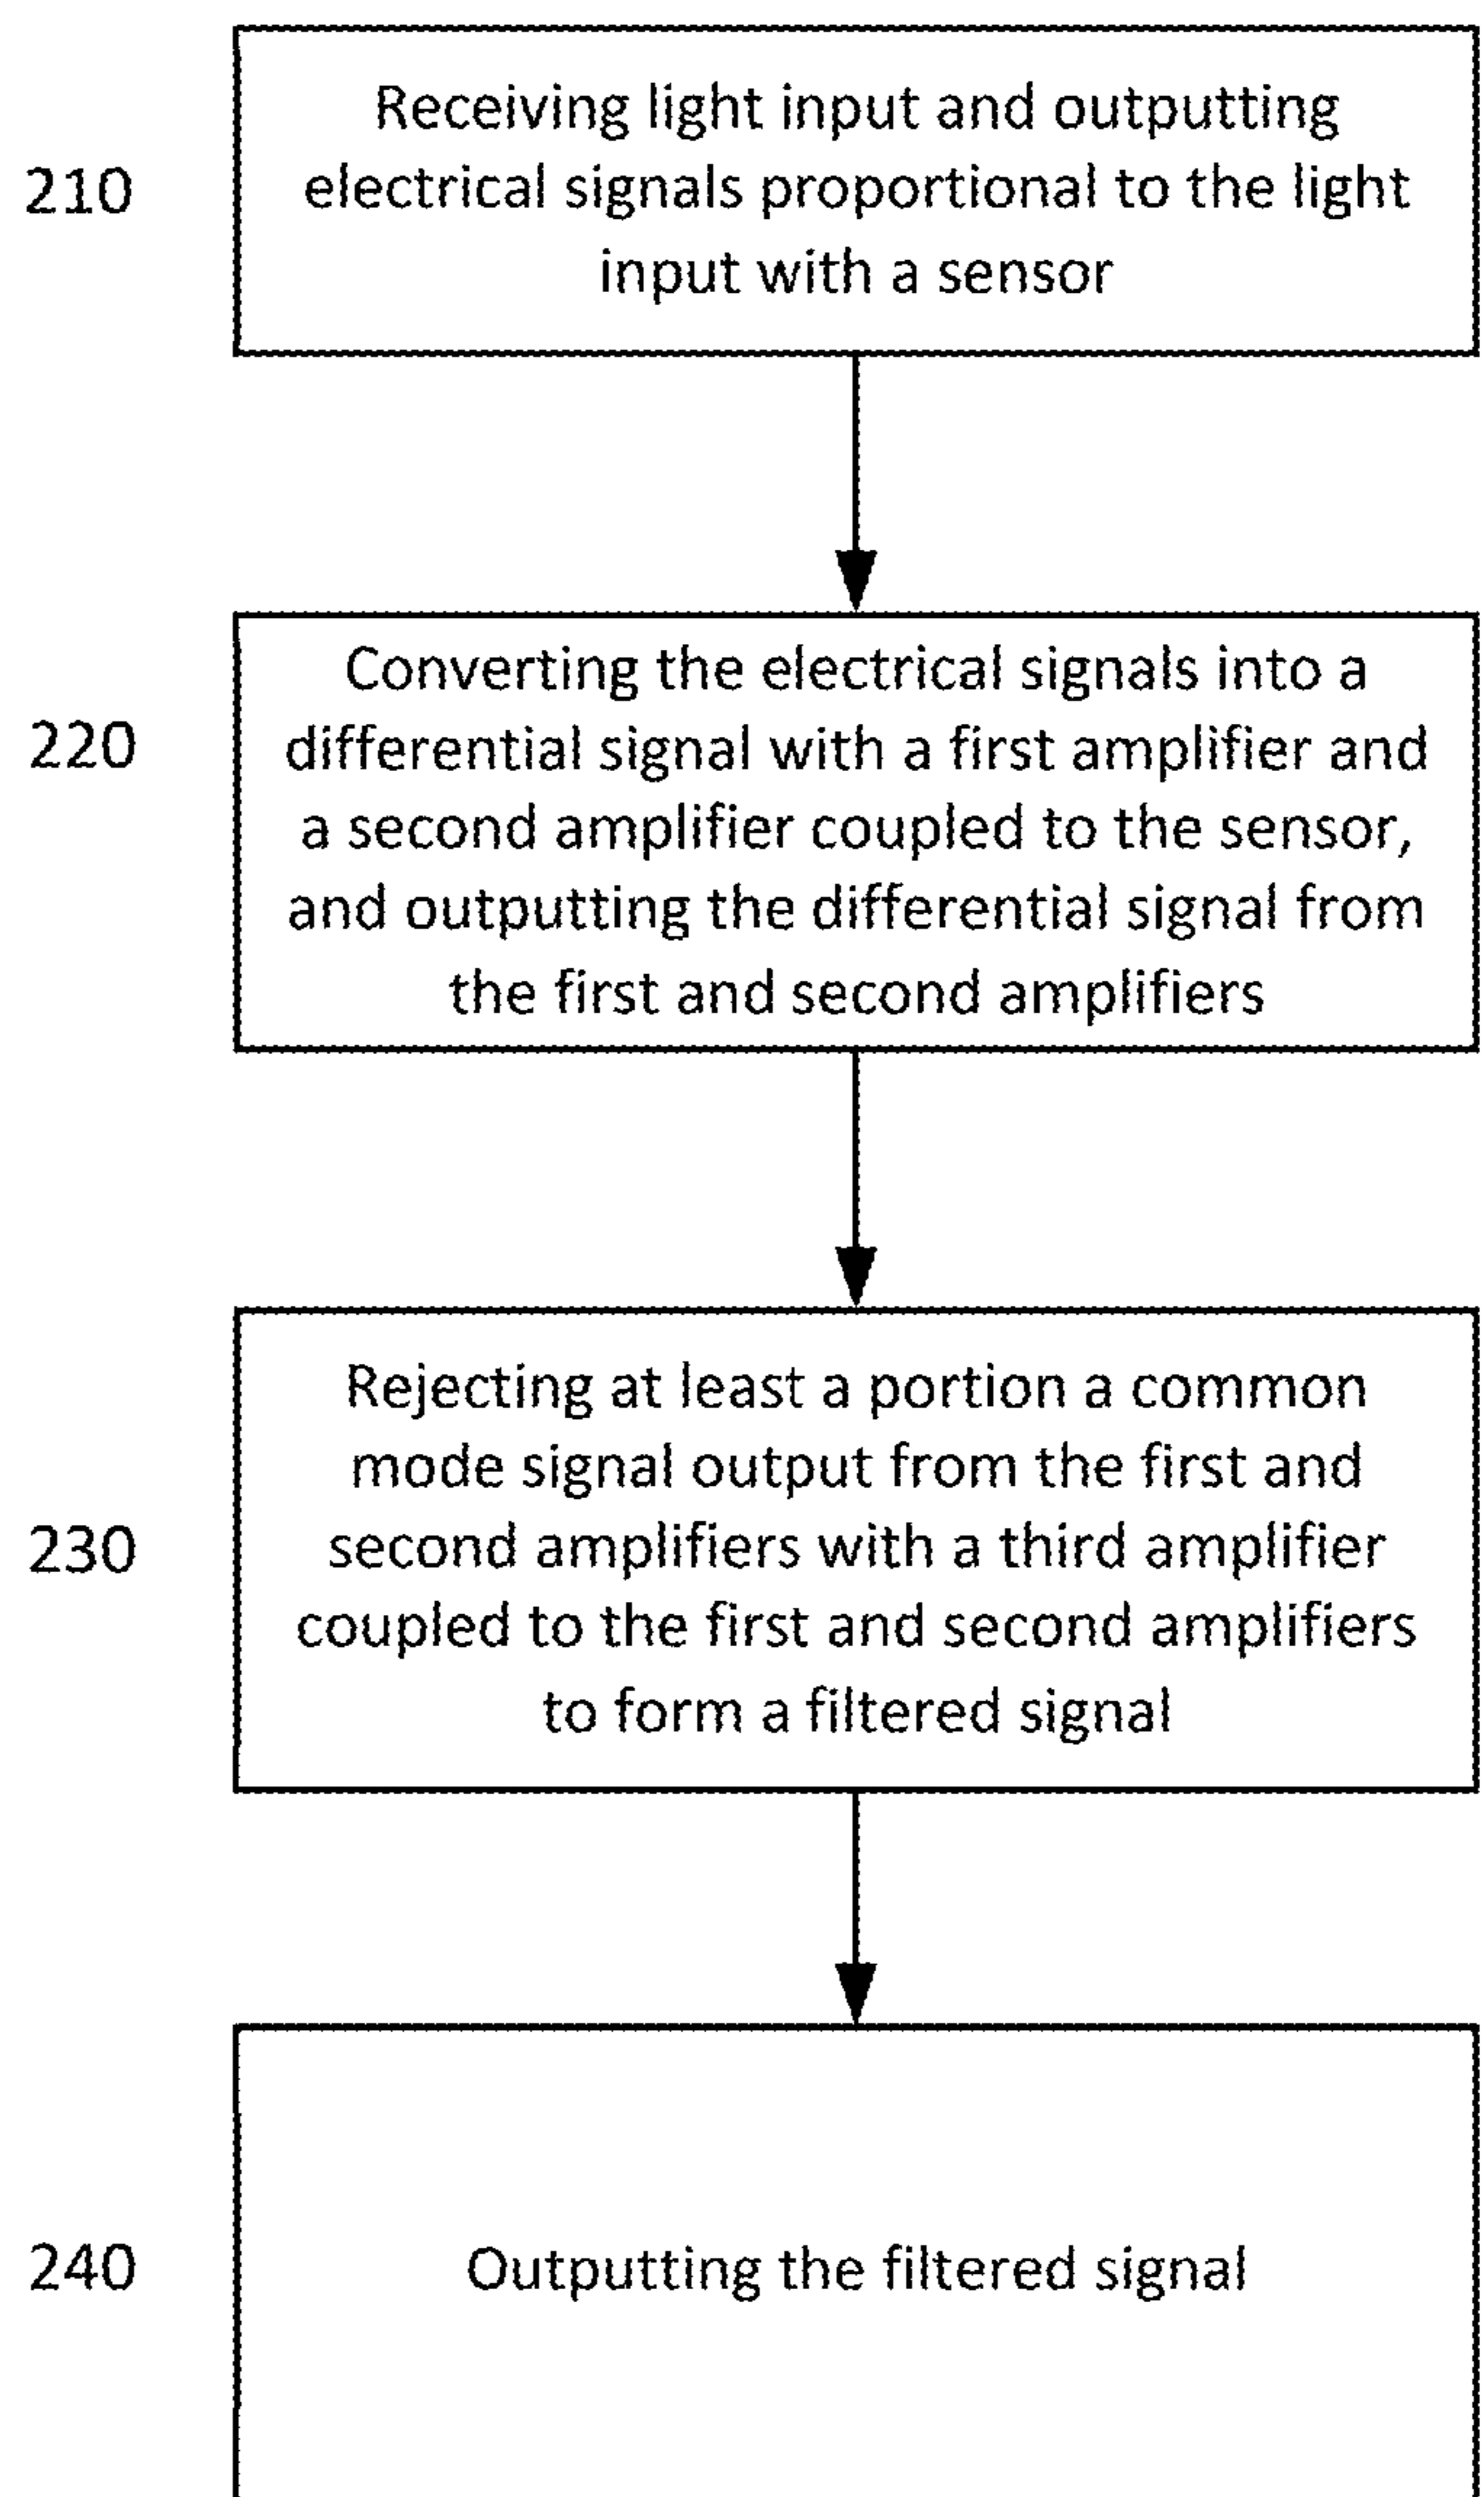 210
Receiving light input and outputting
electrical signals proportional to the light
input with a sensor
220
Converting the electrical signals into a
differential signal with a first amplifier and
a second amplifier coupled to the sensor,
and outputting the differential signal from
the first and second amplifiers
230
Rejecting at least a portion a common
mode signal output from the first and
second amplifiers with a third amplifier
coupled to the first and second amplifiers
to form a filtered signal
240
Outputting the filtered signal